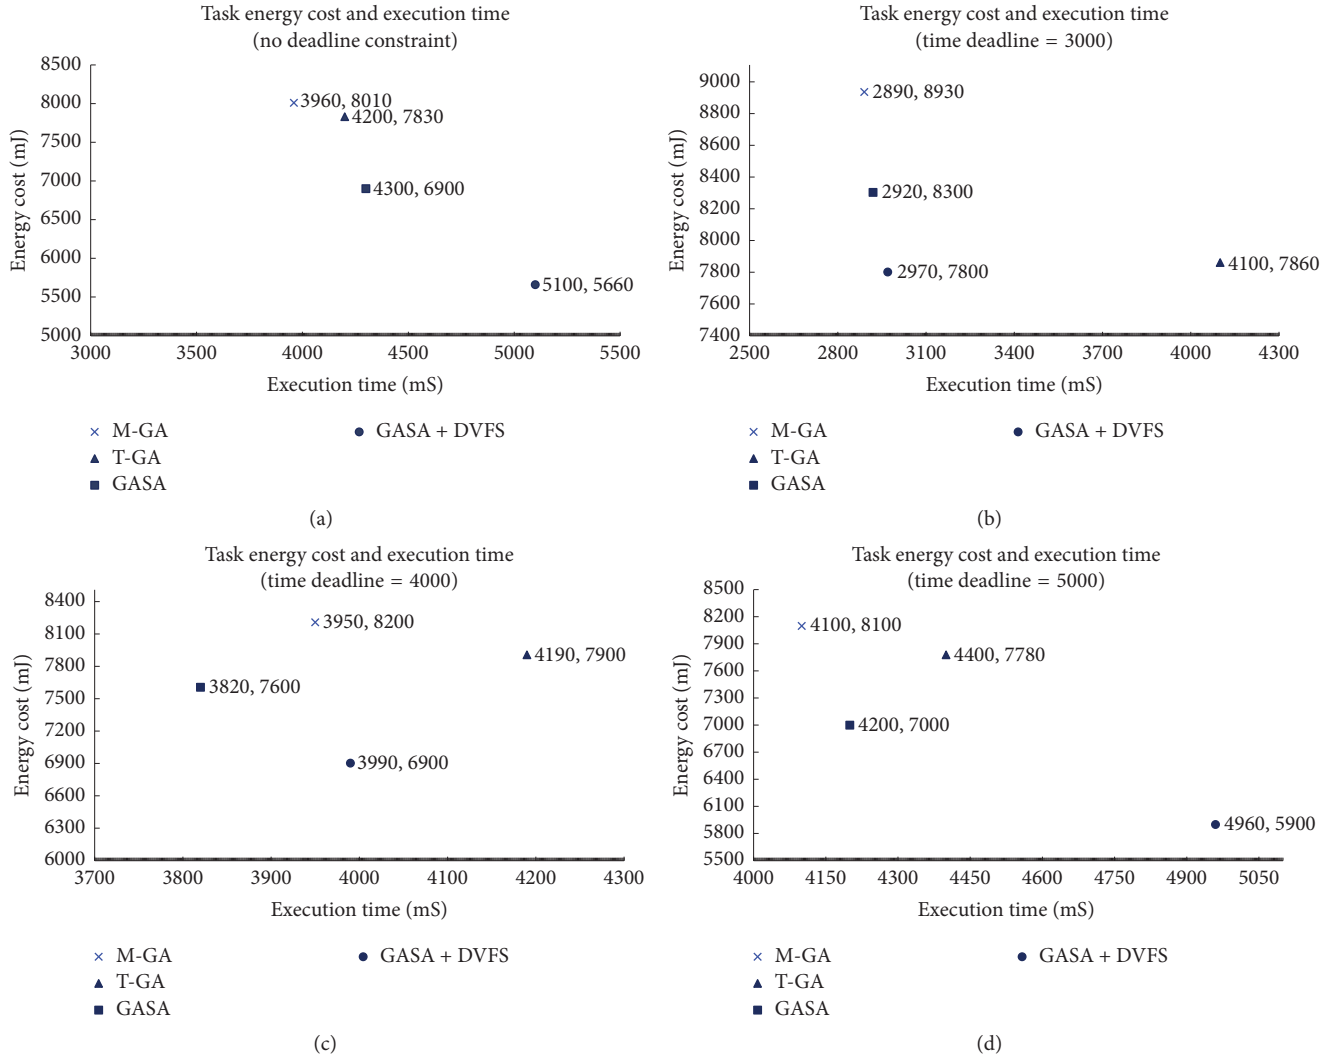 Task energy cost and execution time
(no deadline constraint)
8500
8000
7500
7000
6500
6000
5500
5000
Energy cost (mJ)
3960, 8010
4200, 7830
4300, 6900
5100, 5660
3000 3500 4000 4500 5000 5500
Execution time (mS)
M-GA
T-GA
GASA
GASA + DVFS
(a)
Task energy cost and execution time
(time deadline = 3000)
9000
8800
8600
8400
8200
8000
7800
7600
7400
Energy cost (mJ)
2890, 8930
2920, 8300
2970, 7800
4100, 7860
2500 2800 3100 3400 3700 4000 4300
Execution time (mS)
M-GA
T-GA
GASA
GASA + DVFS
(b)
Task energy cost and execution time
(time deadline = 4000)
8400
8100
7800
7500
7200
6900
6600
6300
6000
Energy cost (mJ)
3950, 8200
4190, 7900
3820, 7600
3990, 6900
3700 3800 3900 4000 4100 4200 4300
Execution time (mS)
M-GA
T-GA
GASA
GASA + DVFS
(c)
Task energy cost and execution time
(time deadline = 5000)
8500
8200
7900
7600
7300
7000
6700
6400
6100
5800
5500
Energy cost (mJ)
4100, 8100
4400, 7780
4200, 7000
4960, 5900
4000 4150 4300 4450 4600 4750 4900 5050
Execution time (mS)
M-GA
T-GA
GASA
GASA + DVFS
(d)